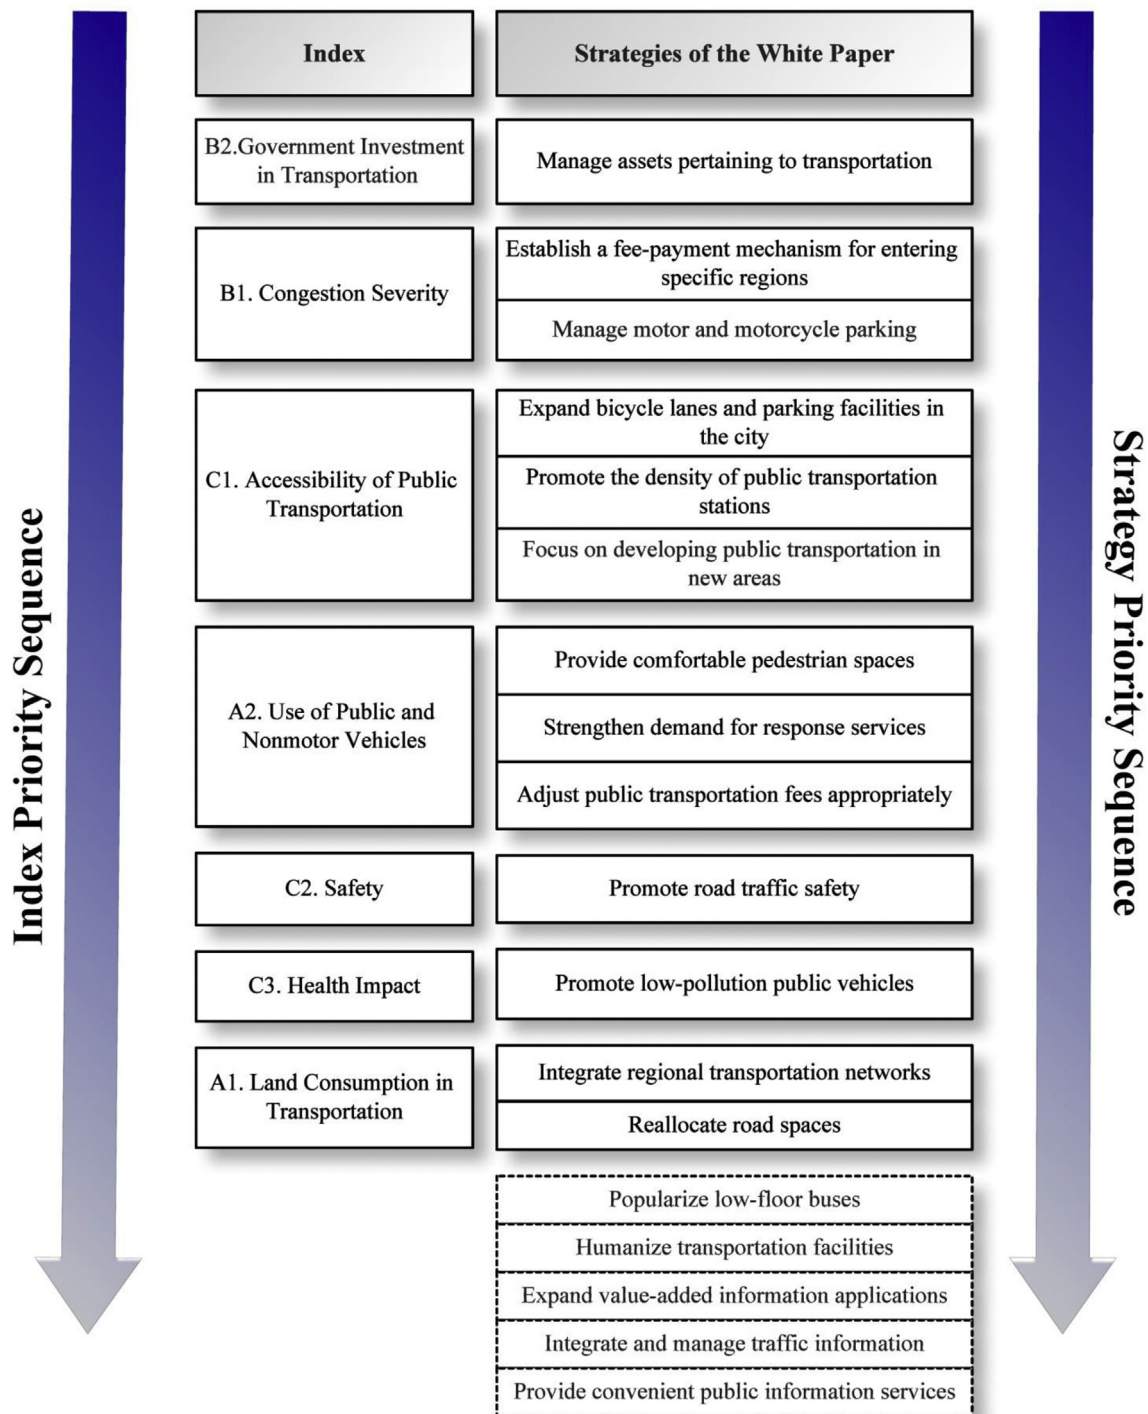 Index
Strategies of the White Paper
B2.Government Investment
in Transportation
Manage assets pertaining to transportation
B1. Congestion Severity
Establish a fee-payment mechanism for entering
specific regions
Manage motor and motorcycle parking
C1. Accessibility of Public
Transportation
Expand bicycle lanes and parking facilities in
the city
Promote the density of public transportation
stations
Focus on developing public transportation in
new areas
A2. Use of Public and
Nonmotor Vehicles
Provide comfortable pedestrian spaces
Strengthen demand for response services
Adjust public transportation fees appropriately
C2. Safety
Promote road traffic safety
C3. Health Impact
Promote low-pollution public vehicles
A1. Land Consumption in
Transportation
Integrate regional transportation networks
Reallocate road spaces
Popularize low-floor buses
Humanize transportation facilities
Expand value-added information applications
Integrate and manage traffic information
Provide convenient public information services
Index Priority Sequence
Strategy Priority Sequence